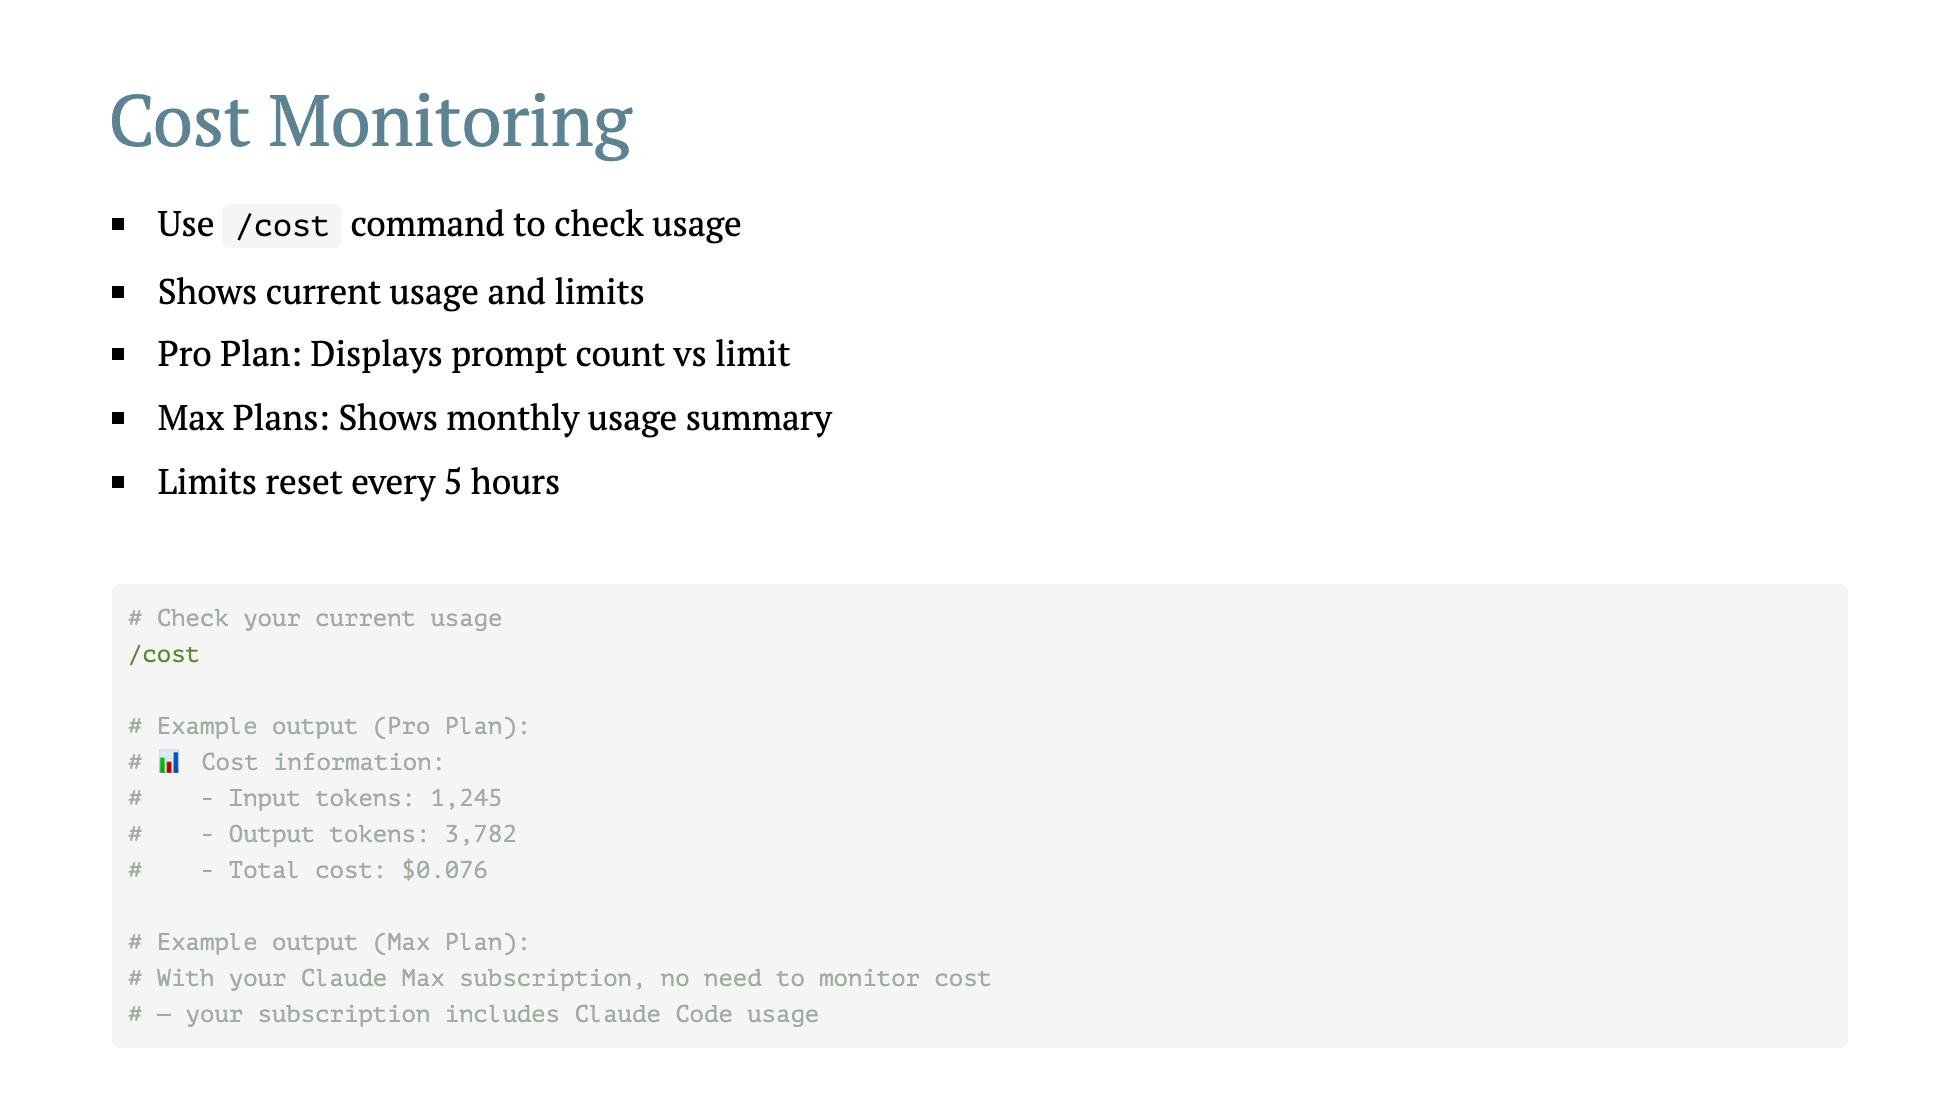 Cost Monitoring
▪ Use /cost command to check usage
▪ Shows current usage and limits
▪ Pro Plan: Displays prompt count vs limit
▪ Max Plans: Shows monthly usage summary
▪ Limits reset every 5 hours
# Check your current usage
/cost
# Example output (Pro Plan):
# 📊 Cost information:
#    - Input tokens: 1,245
#    - Output tokens: 3,782
#    - Total cost: $0.076
# Example output (Max Plan):
# With your Claude Max subscription, no need to monitor cost
# — your subscription includes Claude Code usage